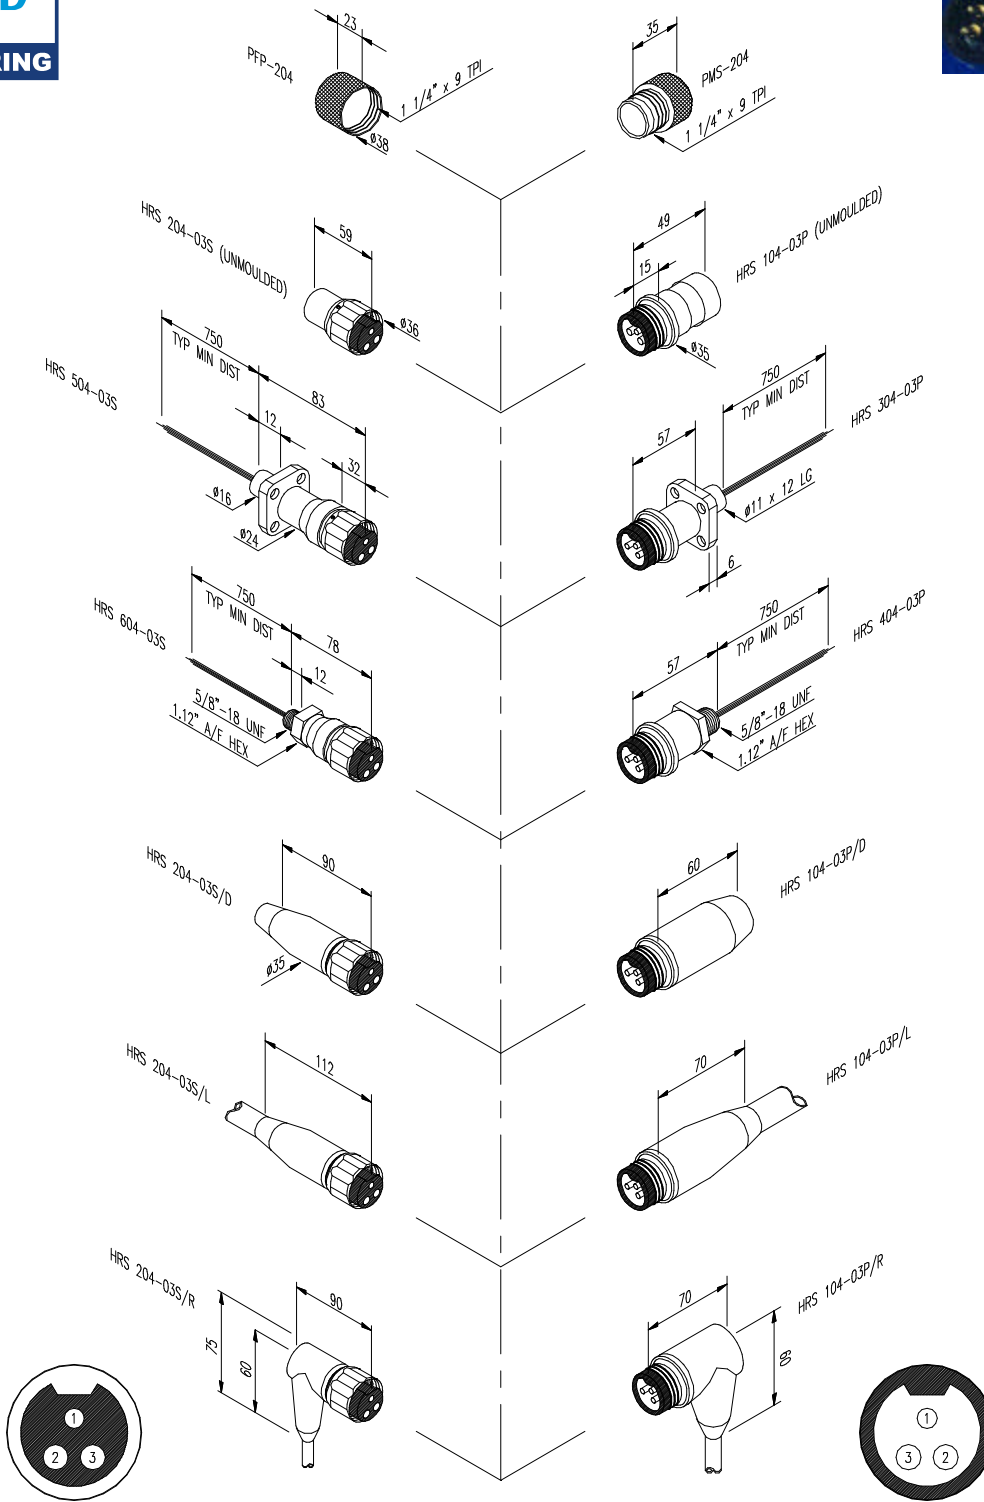 D
RING
23
PFP-204
1 1/4" x 9 TPI
ø38
35
PMS-204
1 1/4" x 9 TPI
HRS 204-03S (UNMOULDED)
59
ø36
49
15
HRS 104-03P (UNMOULDED)
ø35
HRS 504-03S
750
TYP MIN DIST
83
12
32
ø16
ø24
750
TYP MIN DIST
HRS 304-03P
57
ø11 x 12 LG
6
HRS 604-03S
750
TYP MIN DIST
78
12
5/8"-18 UNF
1.12" A/F HEX
750
TYP MIN DIST
HRS 404-03P
57
5/8"-18 UNF
1.12" A/F HEX
HRS 204-03S/D
90
ø35
60
HRS 104-03P/D
HRS 204-03S/L
112
70
HRS 104-03P/L
HRS 204-03S/R
90
75
60
70
HRS 104-03P/R
69
1
2 3
1
3 2